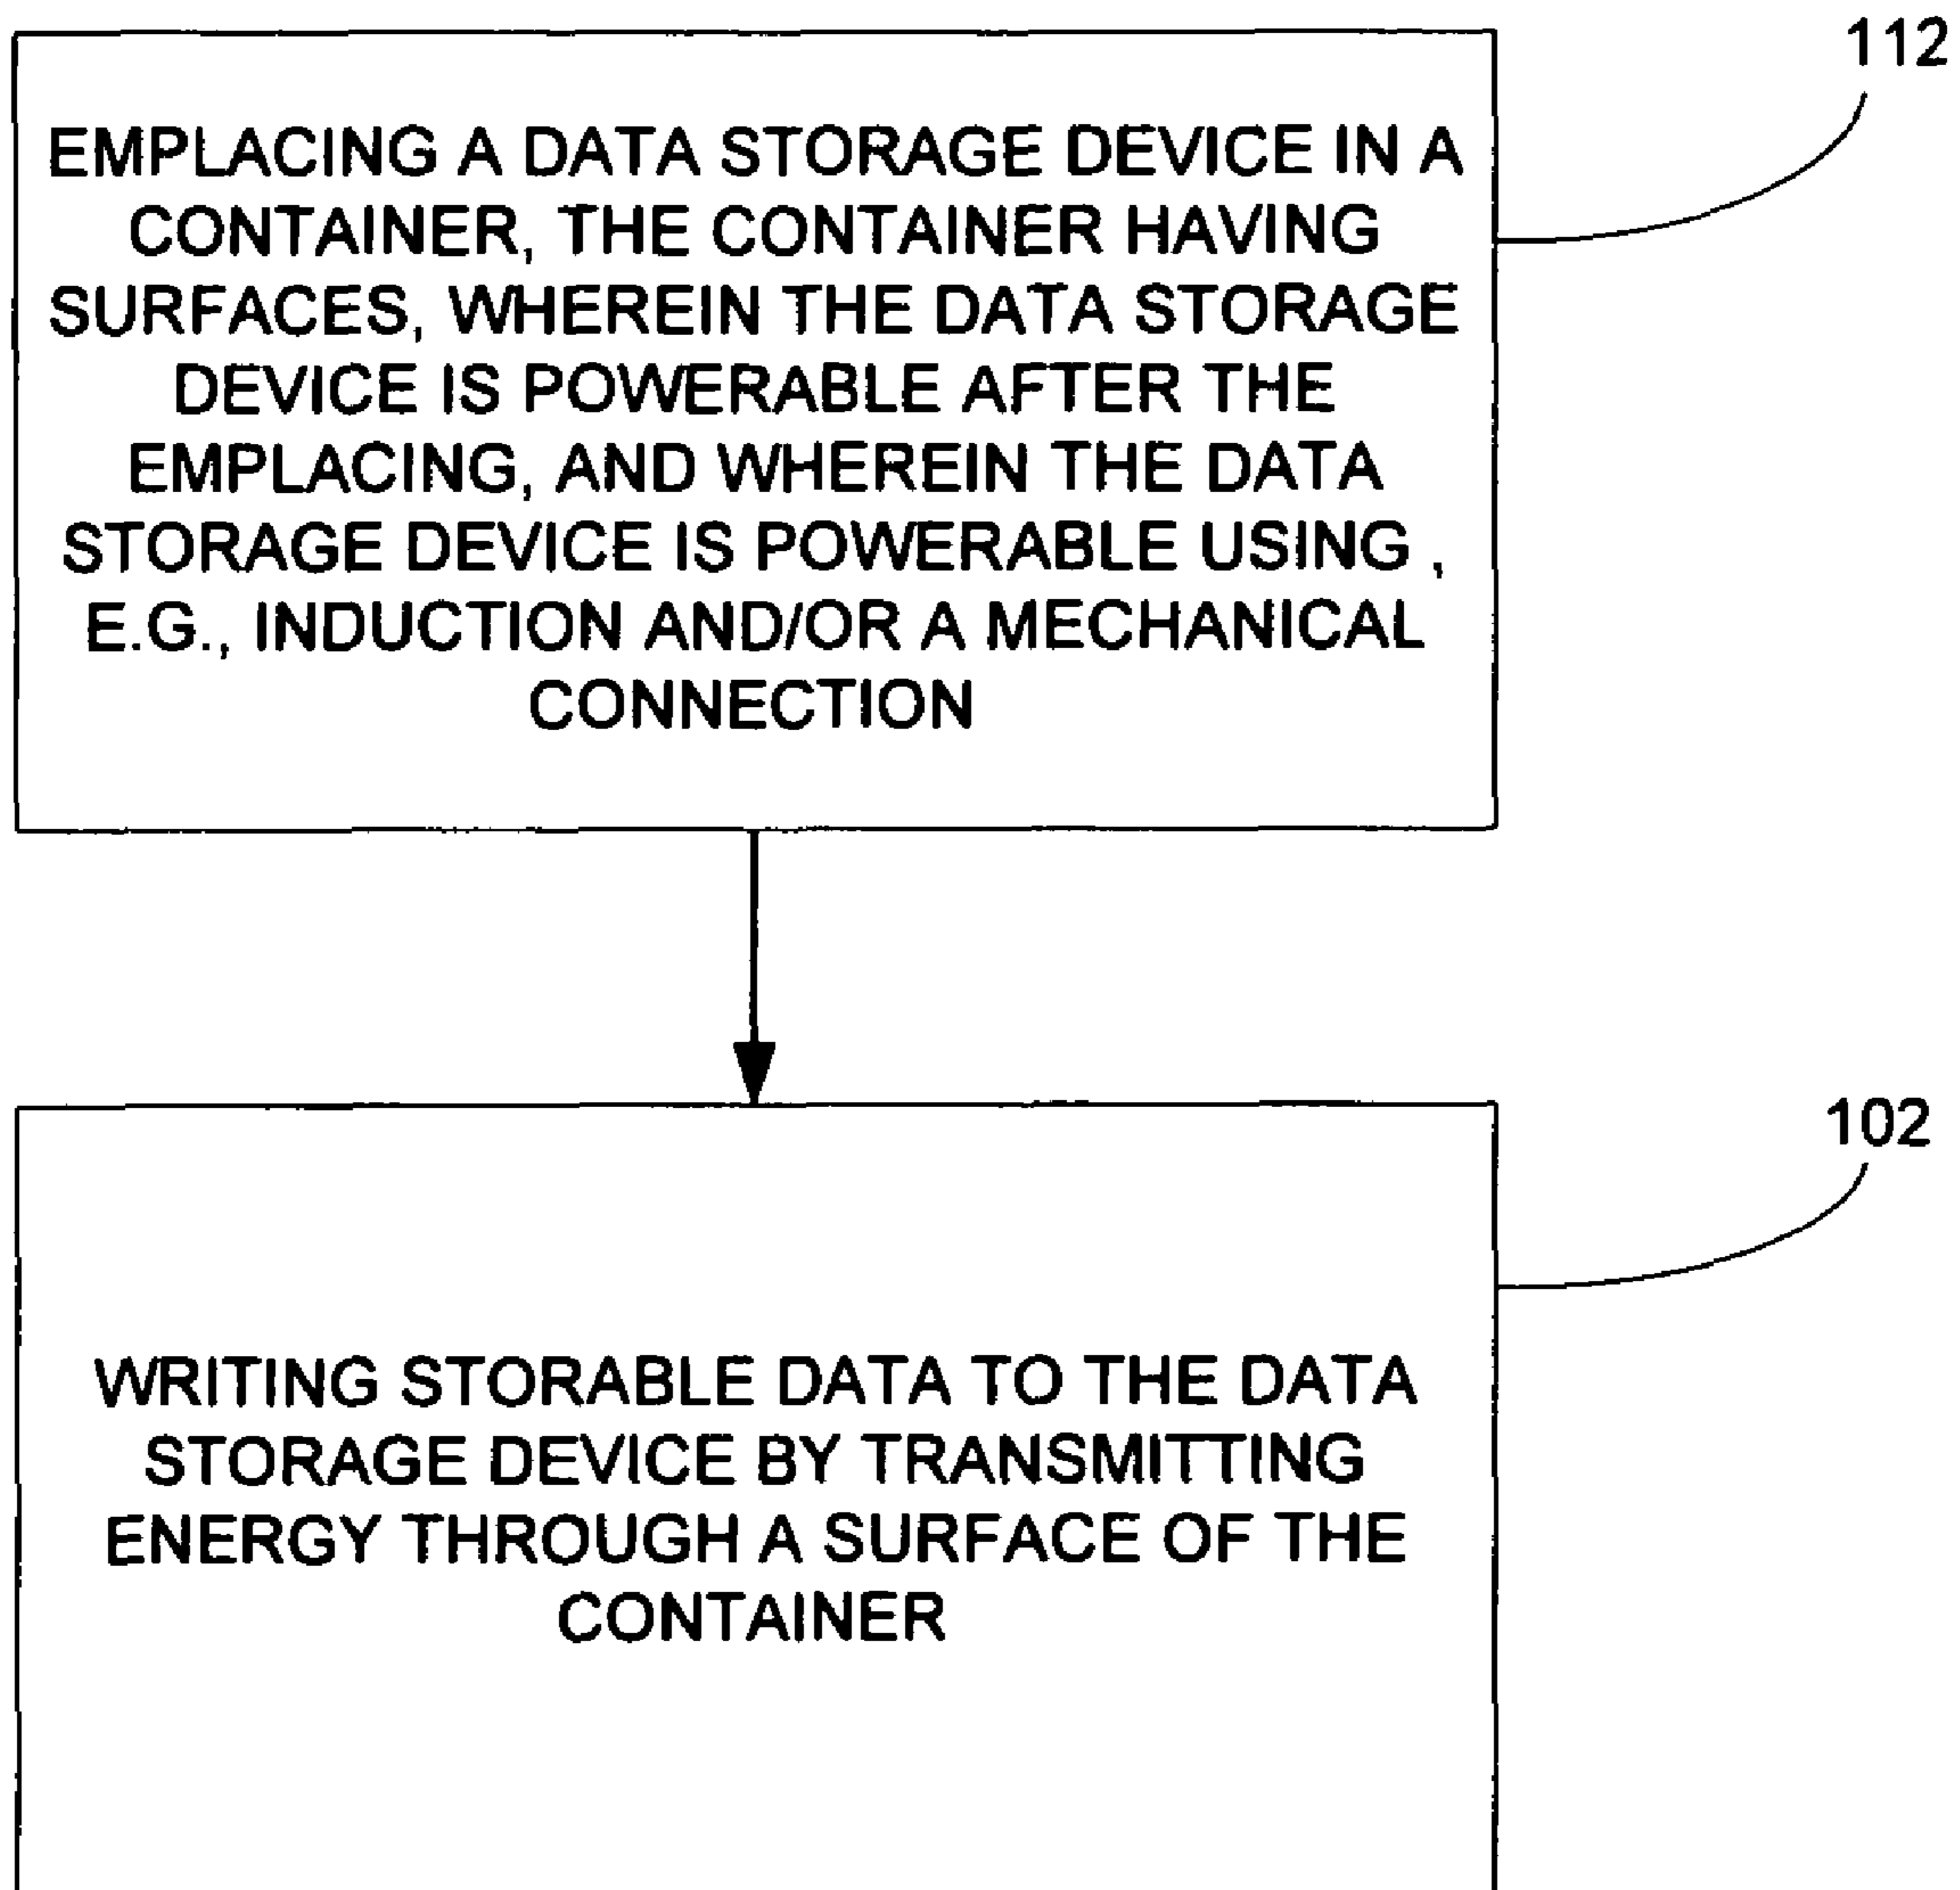 112
EMPLACING A DATA STORAGE DEVICE IN A
CONTAINER, THE CONTAINER HAVING
SURFACES, WHEREIN THE DATA STORAGE
DEVICE IS POWERABLE AFTER THE
EMPLACING, AND WHEREIN THE DATA
STORAGE DEVICE IS POWERABLE USING ,
E.G., INDUCTION AND/OR A MECHANICAL
CONNECTION
102
WRITING STORABLE DATA TO THE DATA
STORAGE DEVICE BY TRANSMITTING
ENERGY THROUGH A SURFACE OF THE
CONTAINER